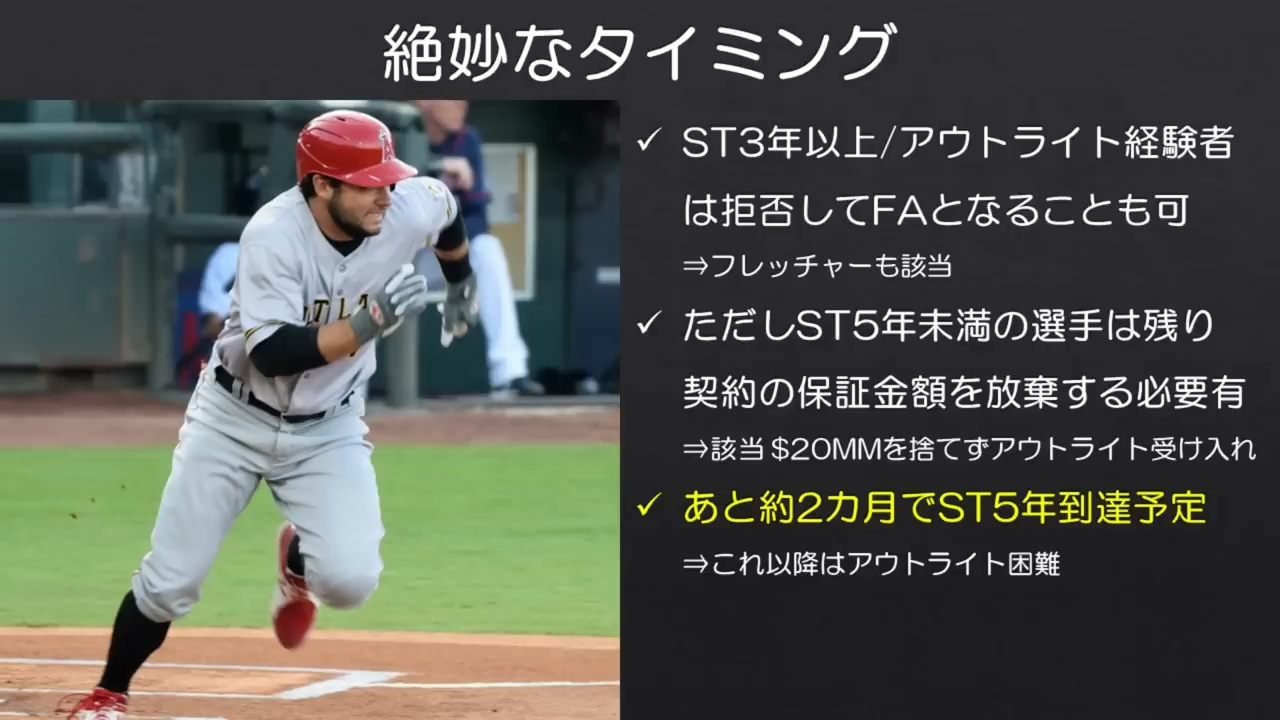 絶妙なタイミング
✓ ST3年以上/アウトライト経験者
は拒否してFAとなることも可
⇒フレッチャーも該当
✓ ただしST5年未満の選手は残り
契約の保証金額を放棄する必要有
⇒該当 $20MMを捨てずアウトライト受け入れ
✓ あと約2カ月でST5年到達予定
⇒これ以降はアウトライト困難